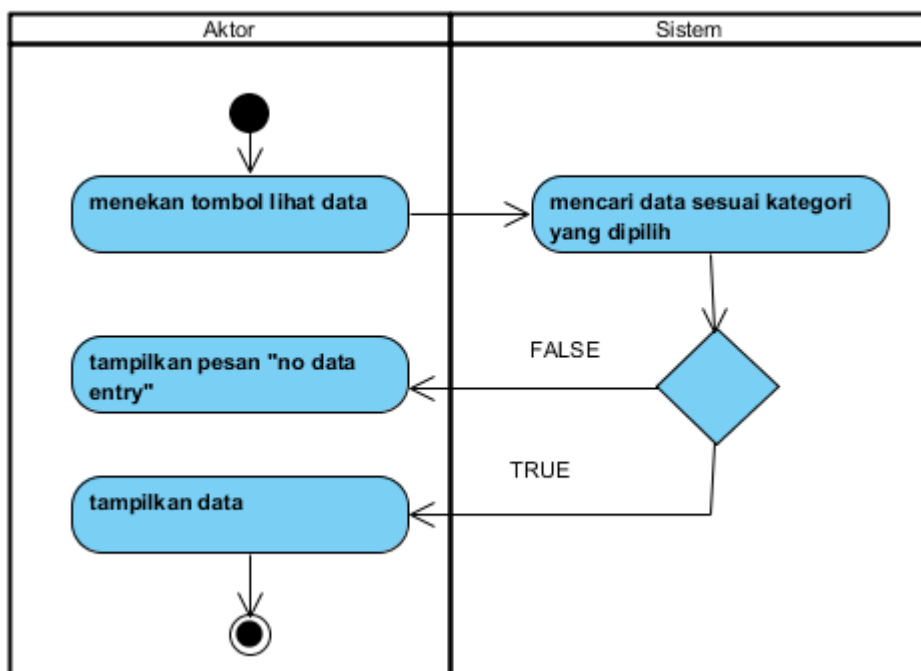 Aktor
Sistem
menekan tombol lihat data
mencari data sesuai kategori
yang dipilih
FALSE
tampilkan pesan "no data
entry"
TRUE
tampilkan data